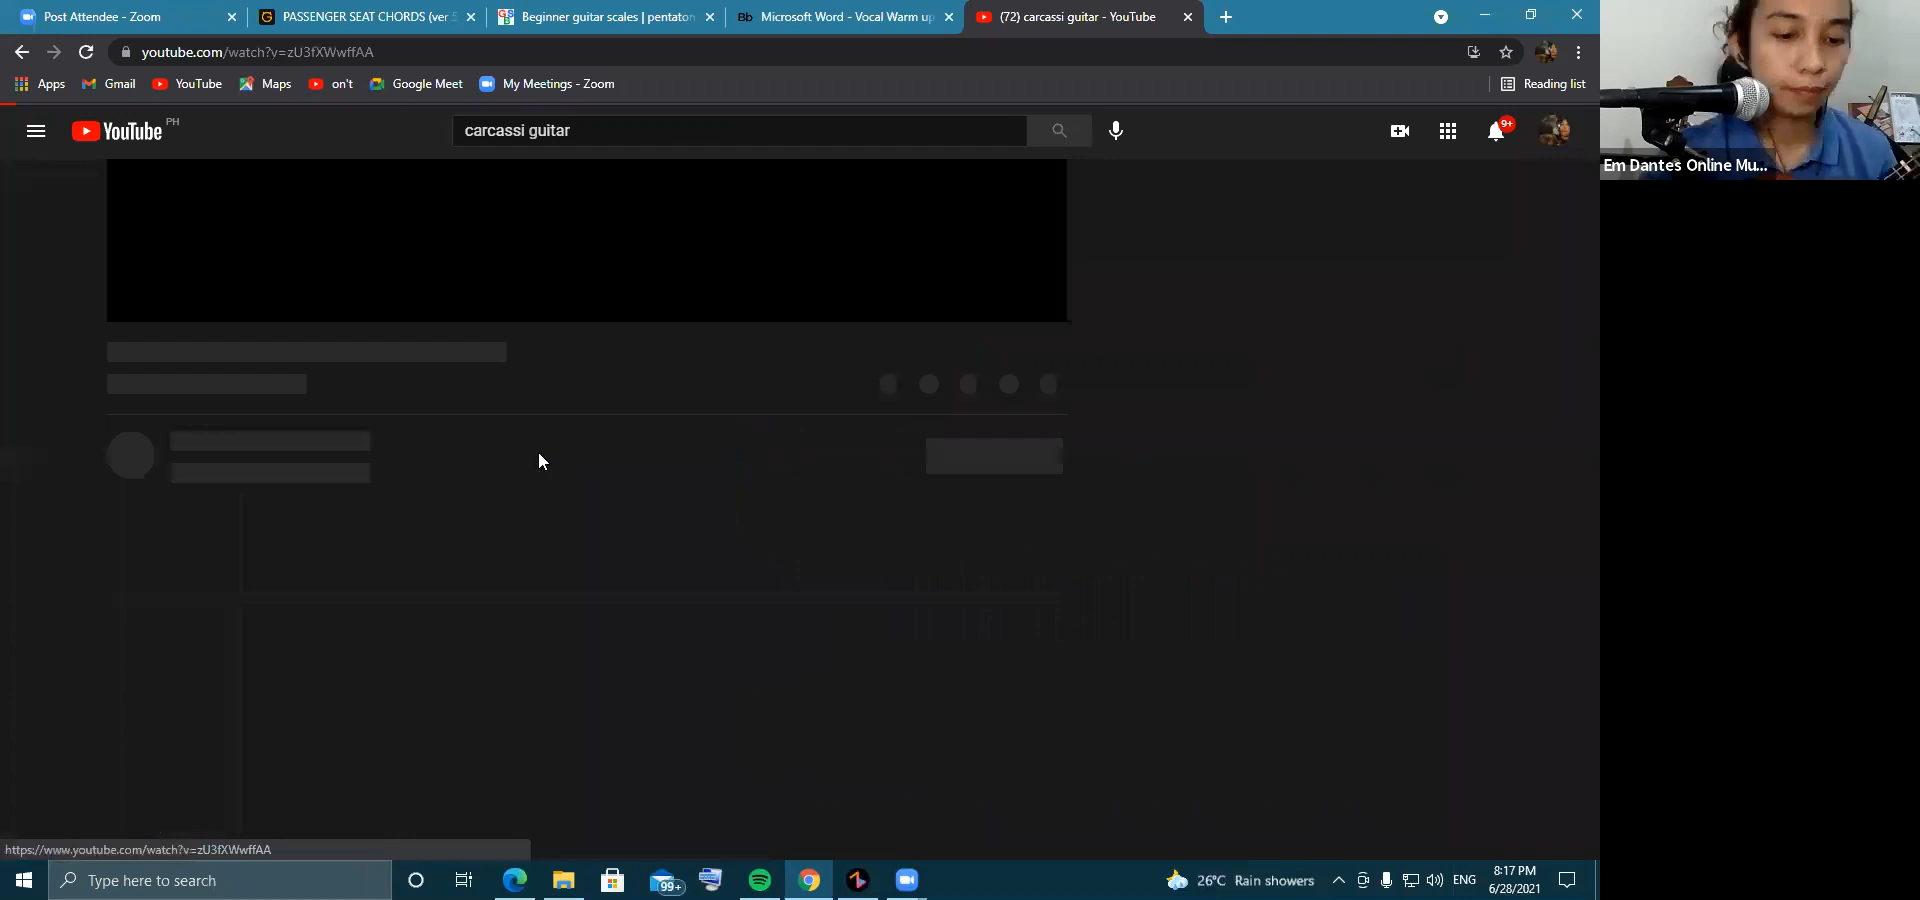 Post Attendee - Zoom
PASSENGER SEAT CHORDS (ver
Beginner guitar scales | pentaton
Microsoft Word - Vocal Warm up
(72) carcassi guitar - YouTube
youtube.com/watch?v=zU3fXWwffAA
Apps
Gmail
YouTube
Maps
on't
Google Meet
My Meetings - Zoom
Reading list
YouTube PH
carcassi guitar
9+
Em Dantes Online Mu...
https://www.youtube.com/watch?v=zU3fXWwffAA
Type here to search
99+
26°C Rain showers
ENG
8:17 PM
6/28/2021